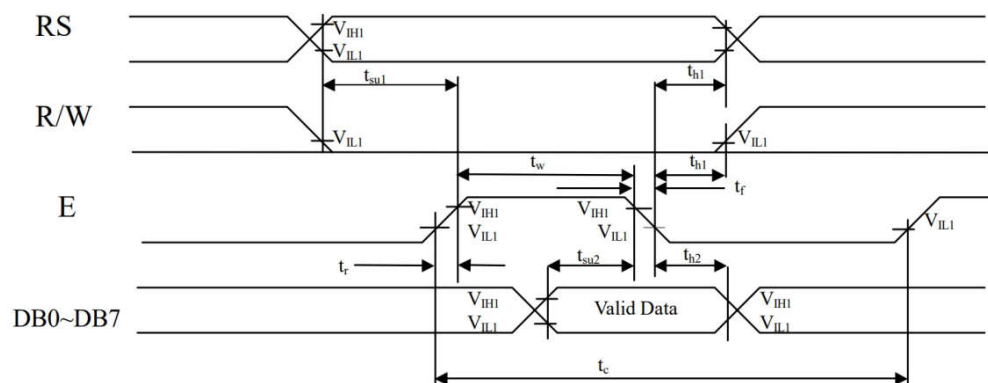 RS
V_IH1
V_IL1
t_su1
t_h1
R/W
V_IL1
V_IL1
t_w
t_h1
t_f
E
V_IH1
V_IH1
V_IL1
V_IL1
V_IL1
t_r
t_su2
t_h2
DB0~DB7
V_IH1
Valid Data
V_IH1
V_IL1
V_IL1
t_c